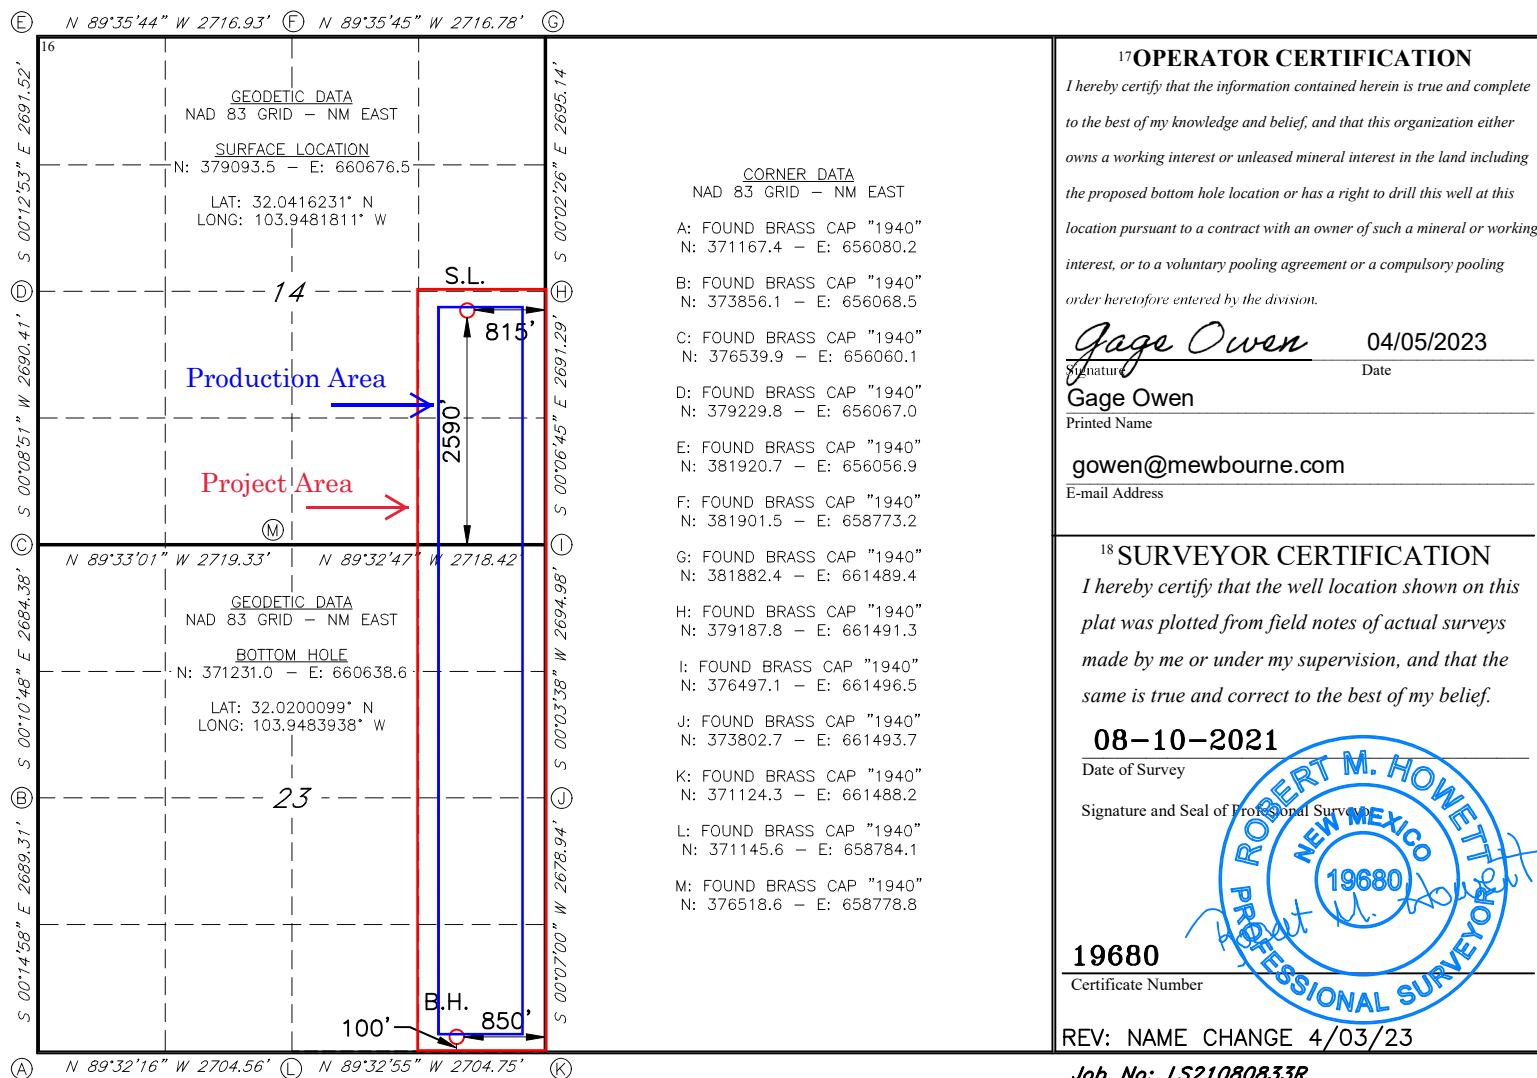 E N 89°35'44" W 2716.93' F N 89°35'45" W 2716.78' G
16
S 00°12'53" E 2691.52'
GEODETIC DATA
NAD 83 GRID – NM EAST
SURFACE LOCATION
N: 379093.5 – E: 660676.5
LAT: 32.0416231° N
LONG: 103.9481811° W
S 00°02'26" E 2695.14'
D
14
S.L.
H
815'
S 00°08'51" W 2690.41'
Production Area
2590'
S 00°06'45" E 2691.29'
Project Area
M
C
I
N 89°33'01" W 2719.33' N 89°32'47" W 2718.42'
S 00°10'48" E 2684.38'
GEODETIC DATA
NAD 83 GRID – NM EAST
BOTTOM HOLE
N: 371231.0 – E: 660638.6
LAT: 32.0200099° N
LONG: 103.9483938° W
S 00°03'38" W 2694.98'
B
23
J
S 00°14'58" E 2689.31'
S 00°07'00" W 2678.94'
B.H.
100'
850'
A N 89°32'16" W 2704.56' L N 89°32'55" W 2704.75' K
CORNER DATA
NAD 83 GRID – NM EAST
A: FOUND BRASS CAP "1940"
N: 371167.4 – E: 656080.2
B: FOUND BRASS CAP "1940"
N: 373856.1 – E: 656068.5
C: FOUND BRASS CAP "1940"
N: 376539.9 – E: 656060.1
D: FOUND BRASS CAP "1940"
N: 379229.8 – E: 656067.0
E: FOUND BRASS CAP "1940"
N: 381920.7 – E: 656056.9
F: FOUND BRASS CAP "1940"
N: 381901.5 – E: 658773.2
G: FOUND BRASS CAP "1940"
N: 381882.4 – E: 661489.4
H: FOUND BRASS CAP "1940"
N: 379187.8 – E: 661491.3
I: FOUND BRASS CAP "1940"
N: 376497.1 – E: 661496.5
J: FOUND BRASS CAP "1940"
N: 373802.7 – E: 661493.7
K: FOUND BRASS CAP "1940"
N: 371124.3 – E: 661488.2
L: FOUND BRASS CAP "1940"
N: 371145.6 – E: 658784.1
M: FOUND BRASS CAP "1940"
N: 376518.6 – E: 658778.8
17 OPERATOR CERTIFICATION
I hereby certify that the information contained herein is true and complete
to the best of my knowledge and belief, and that this organization either
owns a working interest or unleased mineral interest in the land including
the proposed bottom hole location or has a right to drill this well at this
location pursuant to a contract with an owner of such a mineral or working
interest, or to a voluntary pooling agreement or a compulsory pooling
order heretofore entered by the division.
Gage Owen 04/05/2023
Signature Date
Gage Owen
Printed Name
gowen@mewbourne.com
E-mail Address
18 SURVEYOR CERTIFICATION
I hereby certify that the well location shown on this
plat was plotted from field notes of actual surveys
made by me or under my supervision, and that the
same is true and correct to the best of my belief.
08-10-2021
Date of Survey
Signature and Seal of Professional Surveyor
ROBERT M. HOWETT
NEW MEXICO
19680
PROFESSIONAL SURVEYOR
Robert M. Howett
19680
Certificate Number
REV: NAME CHANGE 4/03/23
Job No: LS21080833R